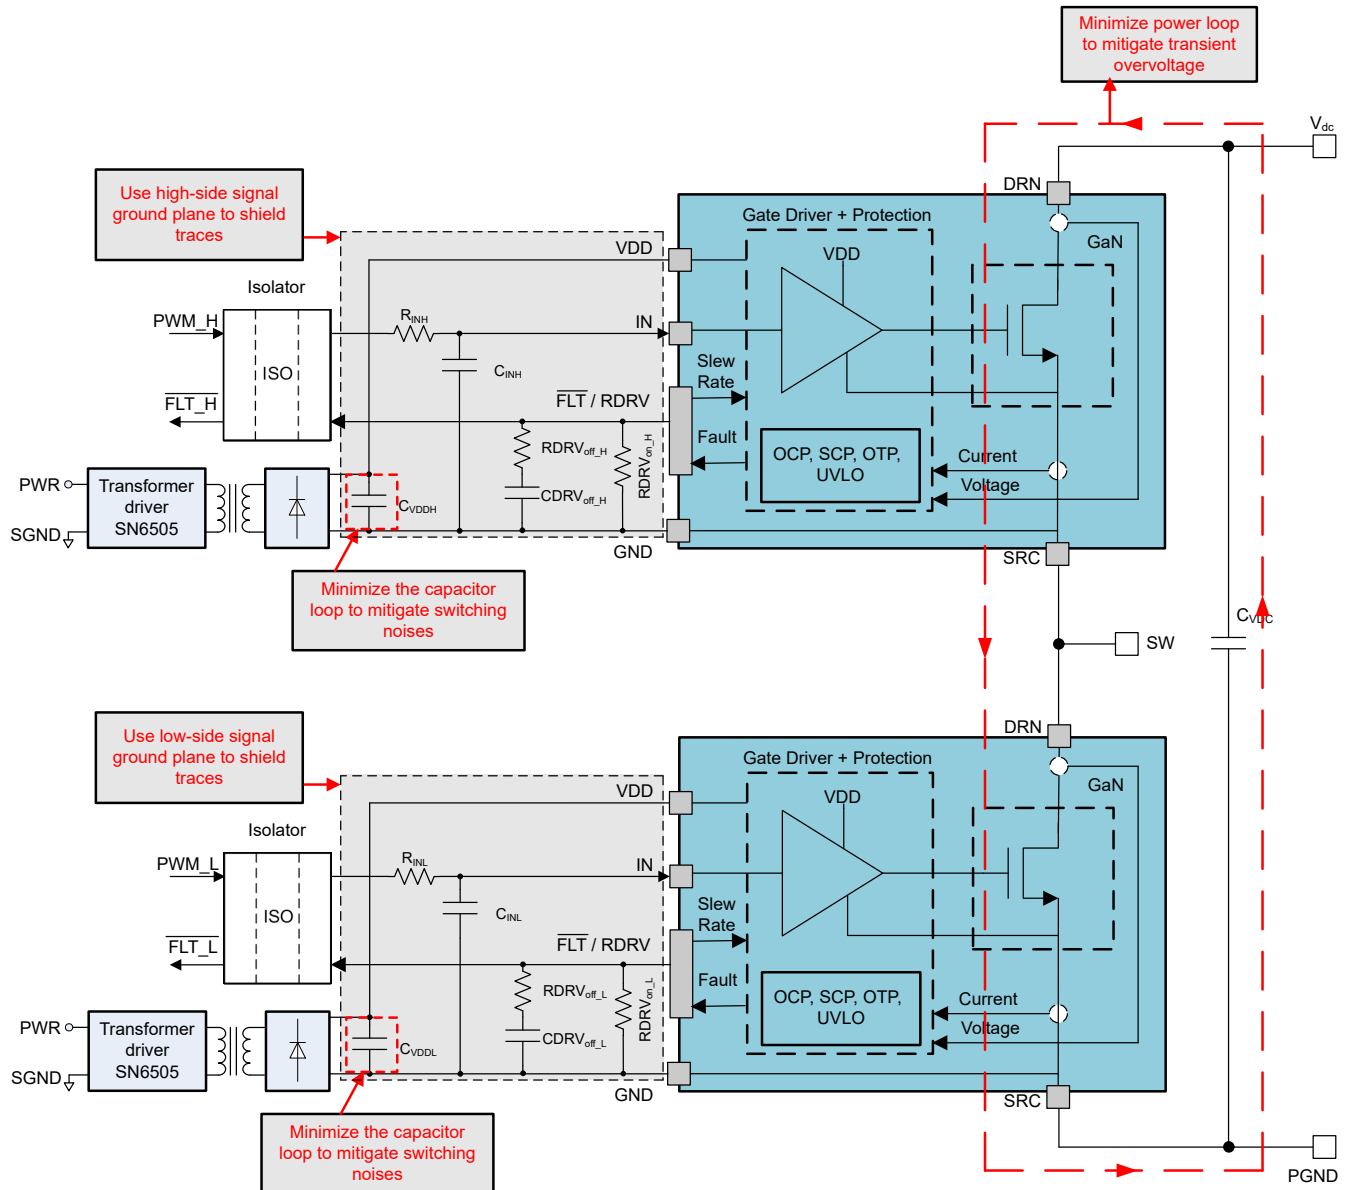 Minimize power loop
to mitigate transient
overvoltage
Vdc
Use high-side signal
ground plane to shield
traces
DRN
Gate Driver + Protection
GaN
VDD
VDD
Isolator
PWM_H
RINH
IN
ISO
CINH
Slew
Rate
FLT_H
FLT / RDRV
Fault
RDRVoff_H
RDRVon_H
OCP, SCP, OTP,
UVLO
Current
Voltage
PWR
Transformer
driver
SN6505
CVDDH
CDRVoff_H
SGND
GND
SRC
Minimize the capacitor
loop to mitigate switching
noises
CVDC
SW
Use low-side signal
ground plane to shield
traces
DRN
Gate Driver + Protection
GaN
VDD
VDD
Isolator
PWM_L
RINL
IN
ISO
CINL
Slew
Rate
FLT_L
FLT / RDRV
Fault
RDRVoff_L
RDRVon_L
OCP, SCP, OTP,
UVLO
Current
Voltage
PWR
Transformer
driver
SN6505
CVDDL
CDRVoff_L
SGND
GND
SRC
Minimize the capacitor
loop to mitigate switching
noises
PGND